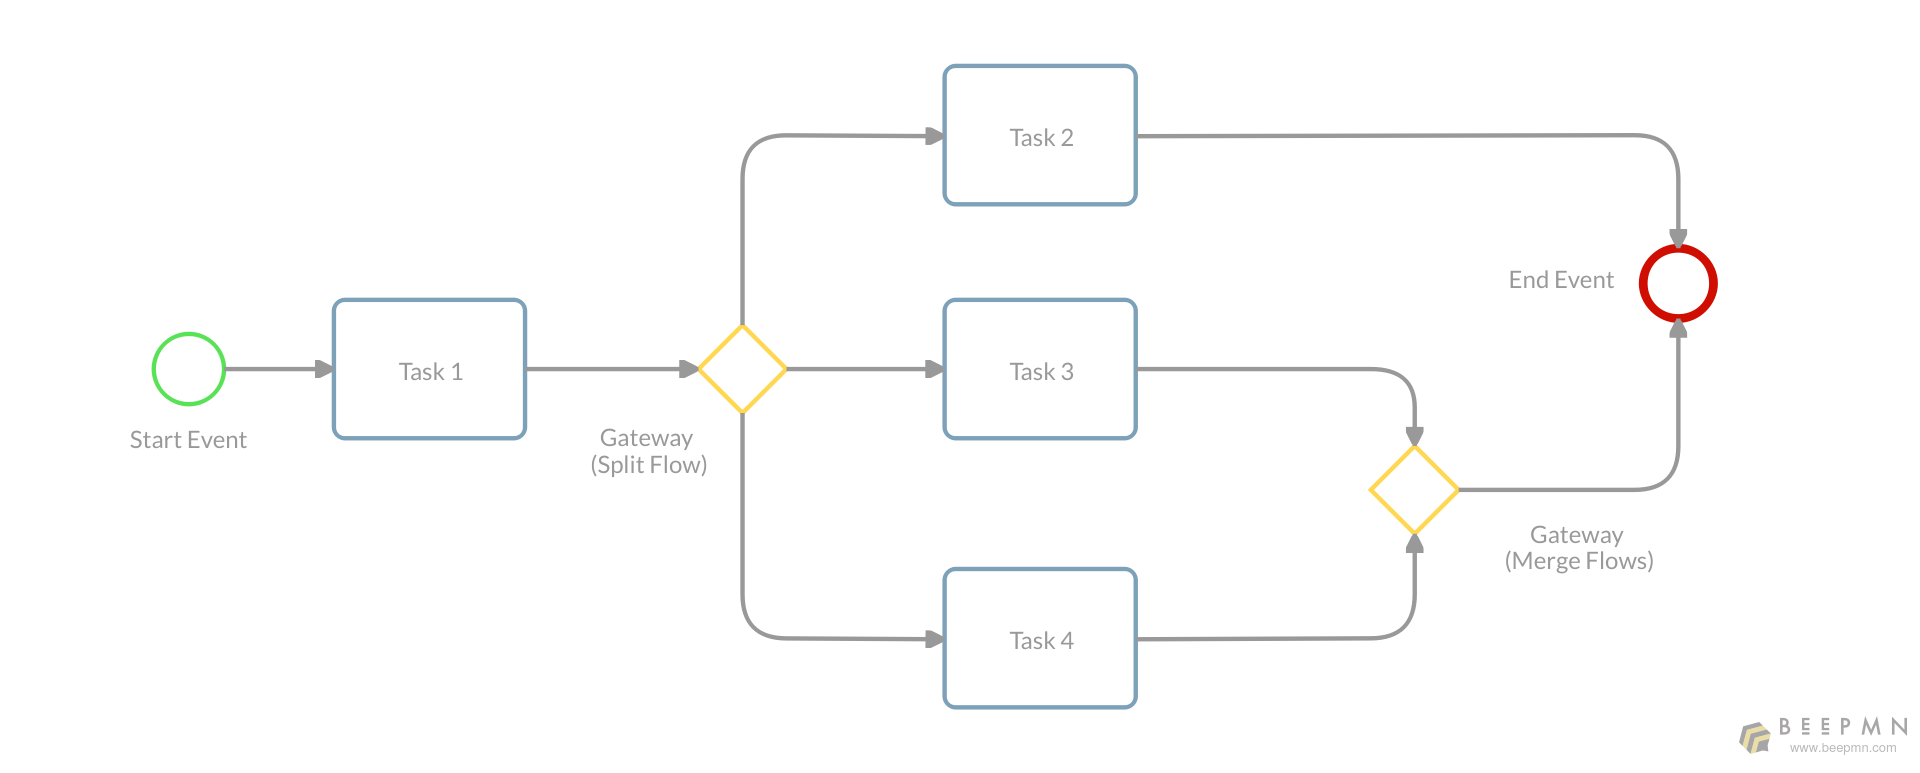 Task 2
End Event
Task 1
Task 3
Start Event
Gateway
(Split Flow)
Gateway
(Merge Flows)
Task 4
BEEPMN
www.beepmn.com